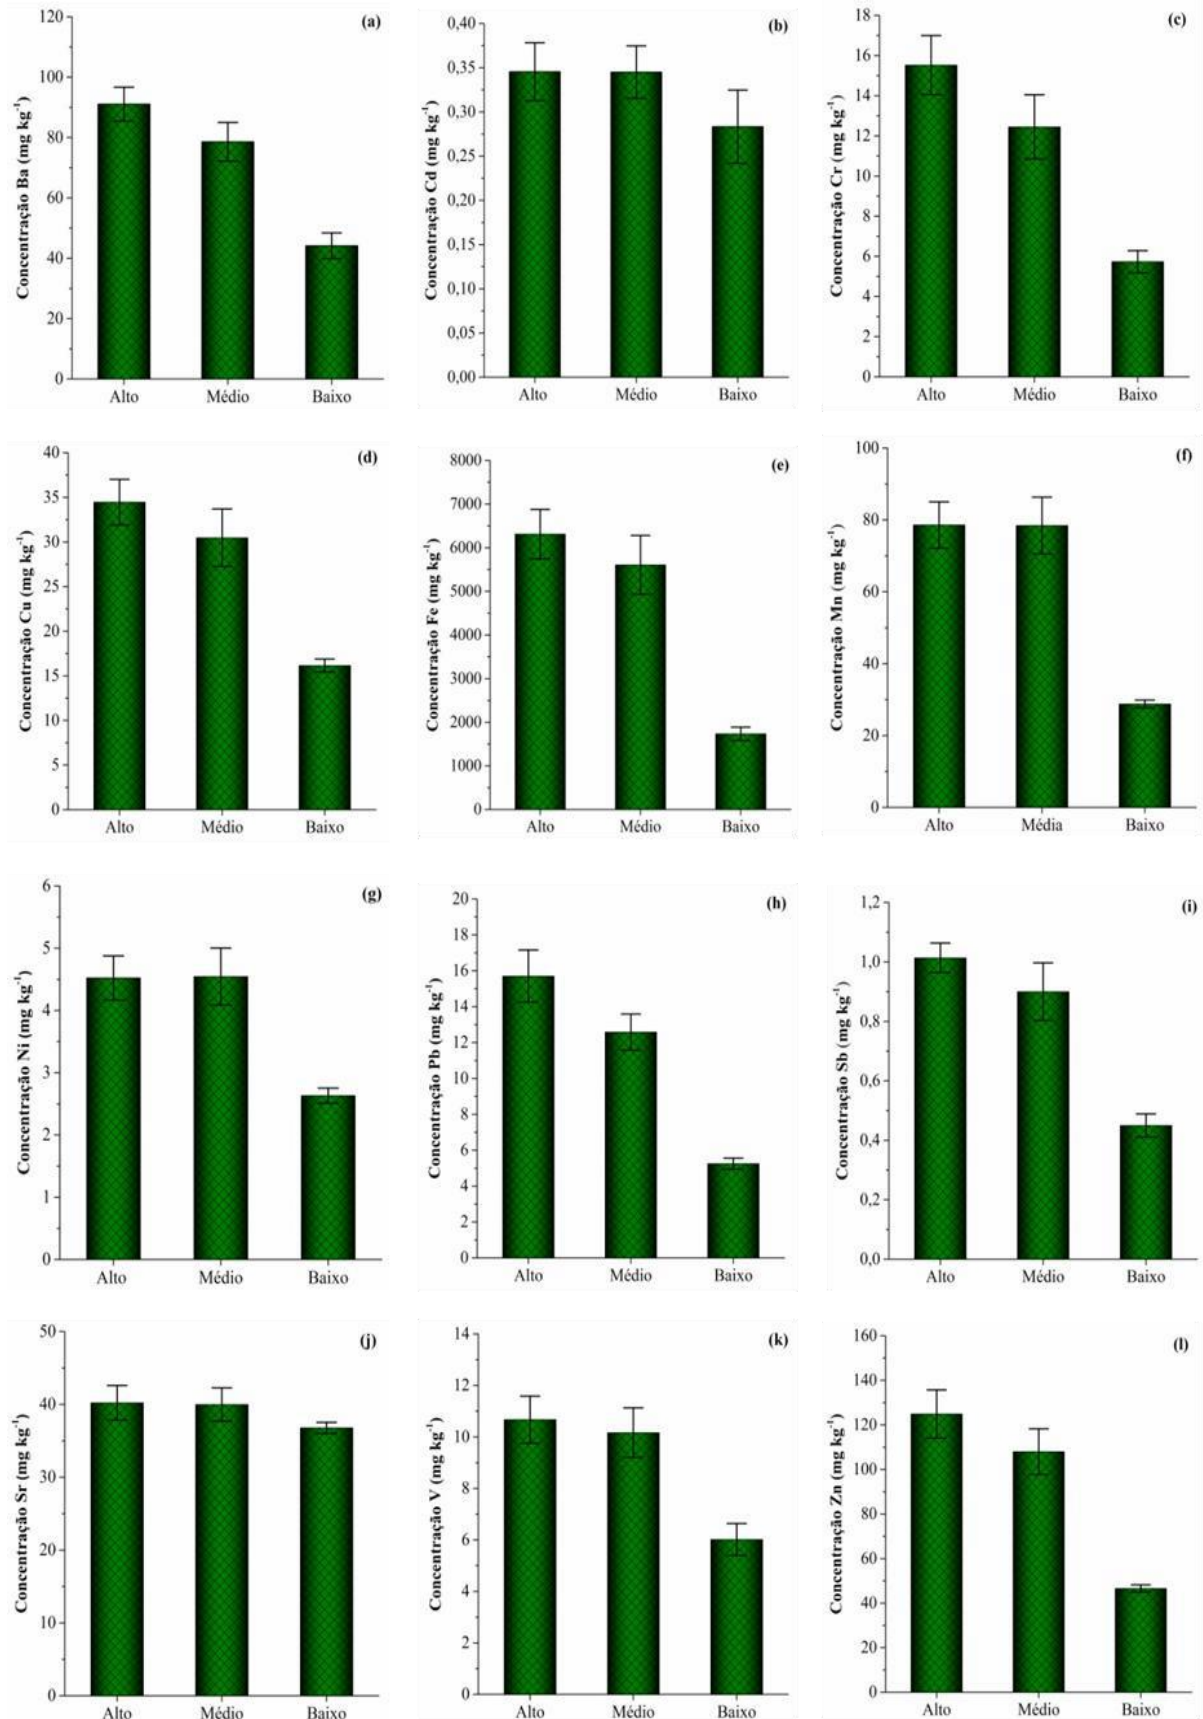 (a)
Concentração Ba (mg kg-1)
120
100
80
60
40
20
0
Alto Médio Baixo
(b)
Concentração Cd (mg kg-1)
0,40
0,35
0,30
0,25
0,20
0,15
0,10
0,05
0,00
Alto Médio Baixo
(c)
Concentração Cr (mg kg-1)
18
16
14
12
10
8
6
4
2
0
Alto Médio Baixo
(d)
Concentração Cu (mg kg-1)
40
35
30
25
20
15
10
5
0
Alto Médio Baixo
(e)
Concentração Fe (mg kg-1)
8000
7000
6000
5000
4000
3000
2000
1000
0
Alto Médio Baixo
(f)
Concentração Mn (mg kg-1)
100
80
60
40
20
0
Alto Média Baixo
(g)
Concentração Ni (mg kg-1)
6
5
4
3
2
1
0
Alto Médio Baixo
(h)
Concentração Pb (mg kg-1)
20
18
16
14
12
10
8
6
4
2
0
Alto Médio Baixo
(i)
Concentração Sb (mg kg-1)
1,2
1,0
0,8
0,6
0,4
0,2
0,0
Alto Médio Baixo
(j)
Concentração Sr (mg kg-1)
50
40
30
20
10
0
Alto Médio Baixo
(k)
Concentração V (mg kg-1)
14
12
10
8
6
4
2
0
Alto Médio Baixo
(l)
Concentração Zn (mg kg-1)
160
140
120
100
80
60
40
20
0
Alto Médio Baixo